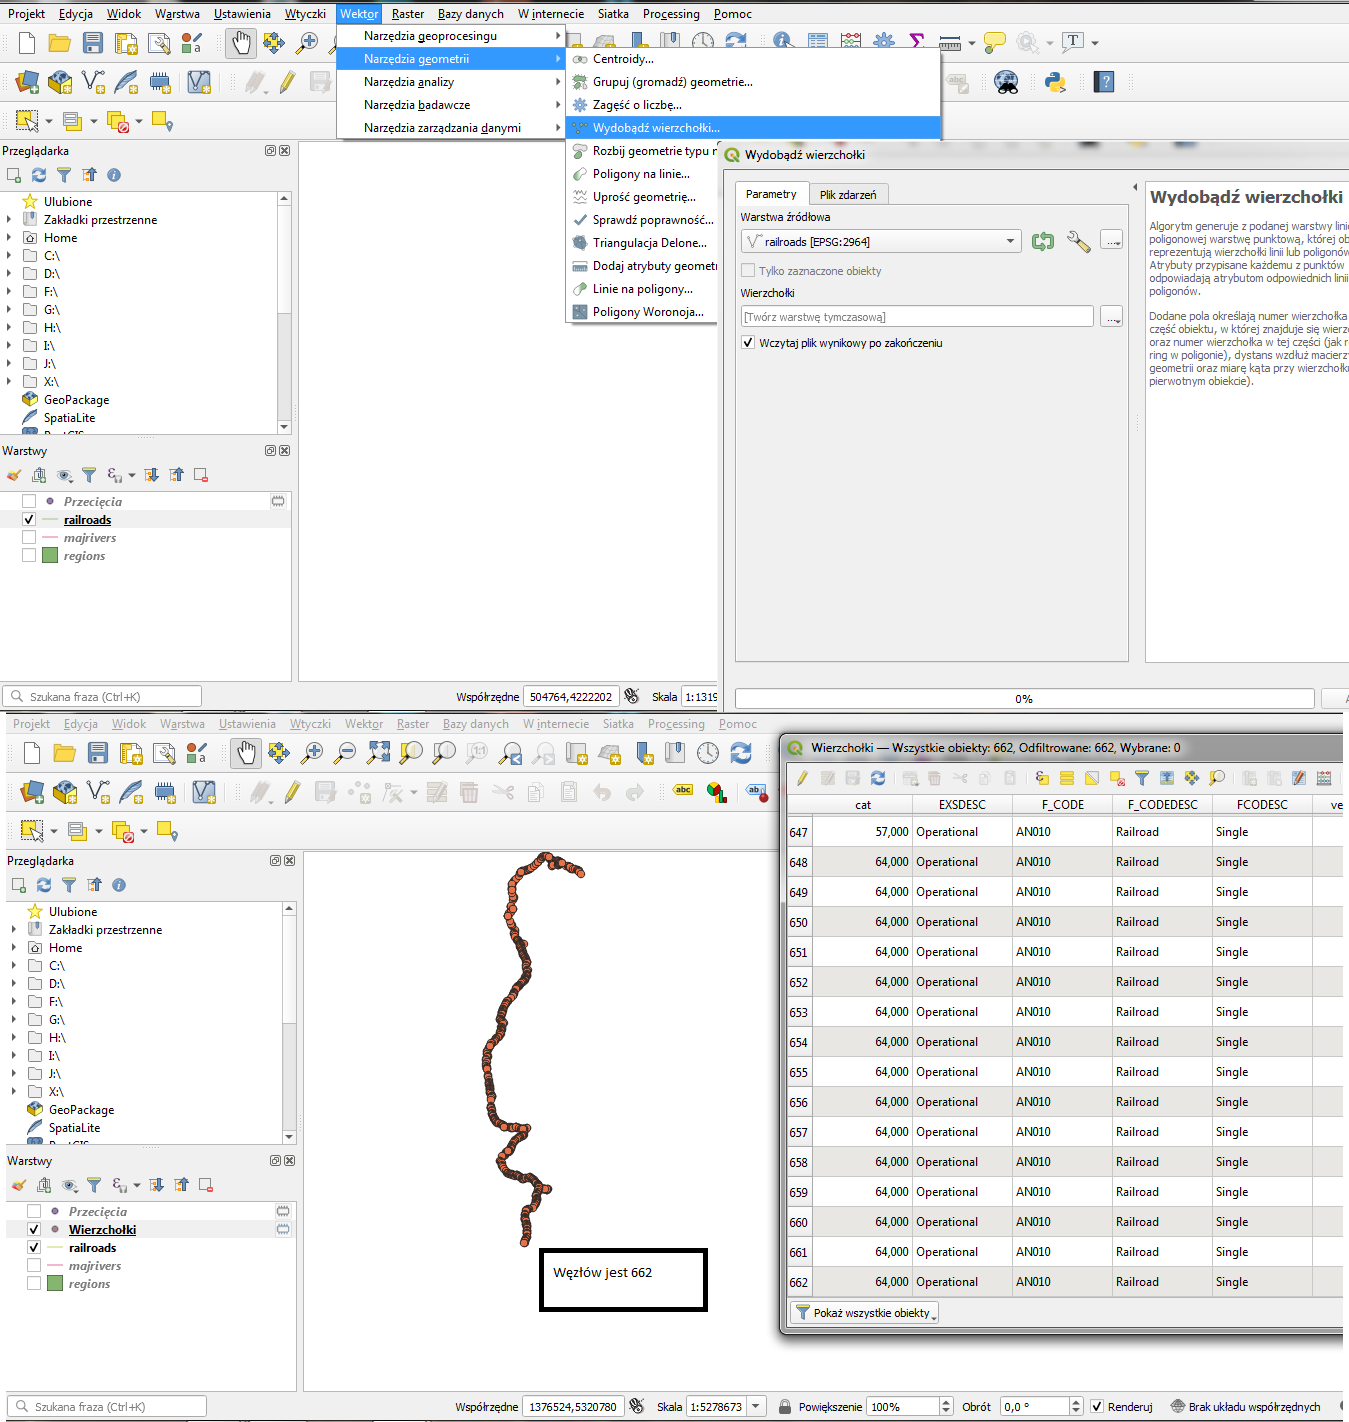 Projekt Edycja Widok Warstwa Ustawienia Wtyczki Wektor Raster Bazy danych W internecie Siatka Processing Pomoc
Narzędzia geoprocesingu
Narzędzia geometrii
Narzędzia analizy
Narzędzia badawcze
Narzędzia zarządzania danymi
Centroidy...
Grupuj (gromadź) geometrie...
Zagęść o liczbę...
Wydobądź wierzchołki...
Rozbij geometrie typu
Poligony na linie...
Uprość geometrię...
Sprawdź poprawność...
Triangulacja Delone...
Dodaj atrybuty geometr
Linie na poligony...
Poligony Woronoja...
Przeglądarka
Ulubione
Zakładki przestrzenne
Home
C:\
D:\
F:\
G:\
H:\
I:\
J:\
X:\
GeoPackage
SpatiaLite
PostGIS
Warstwy
Przecięcia
railroads
majrivers
regions
Szukana fraza (Ctrl+K)
Współrzędne 504764,4222202 Skala 1:1319
Wydobądź wierzchołki
Parametry Plik zdarzeń
Warstwa źródłowa
railroads [EPSG:2964]
Tylko zaznaczone obiekty
Wierzchołki
[Twórz warstwę tymczasową]
Wczytaj plik wynikowy po zakończeniu
0%
Wydobądź wierzchołki
Algorytm generuje z podanej warstwy lini
poligonowej warstwę punktową, której ob
reprezentują wierzchołki linii lub poligonów
Atrybuty przypisane każdemu z punktów
odpowiadają atrybutom odpowiednich linii
poligonów.
Dodane pola określają numer wierzchołka
część obiektu, w której znajduje się wierz
oraz numer wierzchołka w tej części (jak r
ring w poligonie), dystans wzdłuż macierz
geometrii oraz miarę kąta przy wierzchołk
pierwotnym obiekcie).
Projekt Edycja Widok Warstwa Ustawienia Wtyczki Wektor Raster Bazy danych W internecie Siatka Processing Pomoc
abc
Przeglądarka
Ulubione
Zakładki przestrzenne
Home
C:\
D:\
F:\
G:\
H:\
I:\
J:\
X:\
GeoPackage
SpatiaLite
Warstwy
Przecięcia
Wierzchołki
railroads
majrivers
regions
Węzłów jest 662
Wierzchołki — Wszystkie obiekty: 662, Odfiltrowane: 662, Wybrane: 0
cat EXSDESC F_CODE F_CODEDESC FCODESC ve
647 57,000 Operational AN010 Railroad Single
648 64,000 Operational AN010 Railroad Single
649 64,000 Operational AN010 Railroad Single
650 64,000 Operational AN010 Railroad Single
651 64,000 Operational AN010 Railroad Single
652 64,000 Operational AN010 Railroad Single
653 64,000 Operational AN010 Railroad Single
654 64,000 Operational AN010 Railroad Single
655 64,000 Operational AN010 Railroad Single
656 64,000 Operational AN010 Railroad Single
657 64,000 Operational AN010 Railroad Single
658 64,000 Operational AN010 Railroad Single
659 64,000 Operational AN010 Railroad Single
660 64,000 Operational AN010 Railroad Single
661 64,000 Operational AN010 Railroad Single
662 64,000 Operational AN010 Railroad Single
Pokaż wszystkie obiekty
Szukana fraza (Ctrl+K)
Współrzędne 1376524,5320780 Skala 1:5278673 Powiększenie 100% Obrót 0,0 ° Renderuj Brak układu współrzędnych